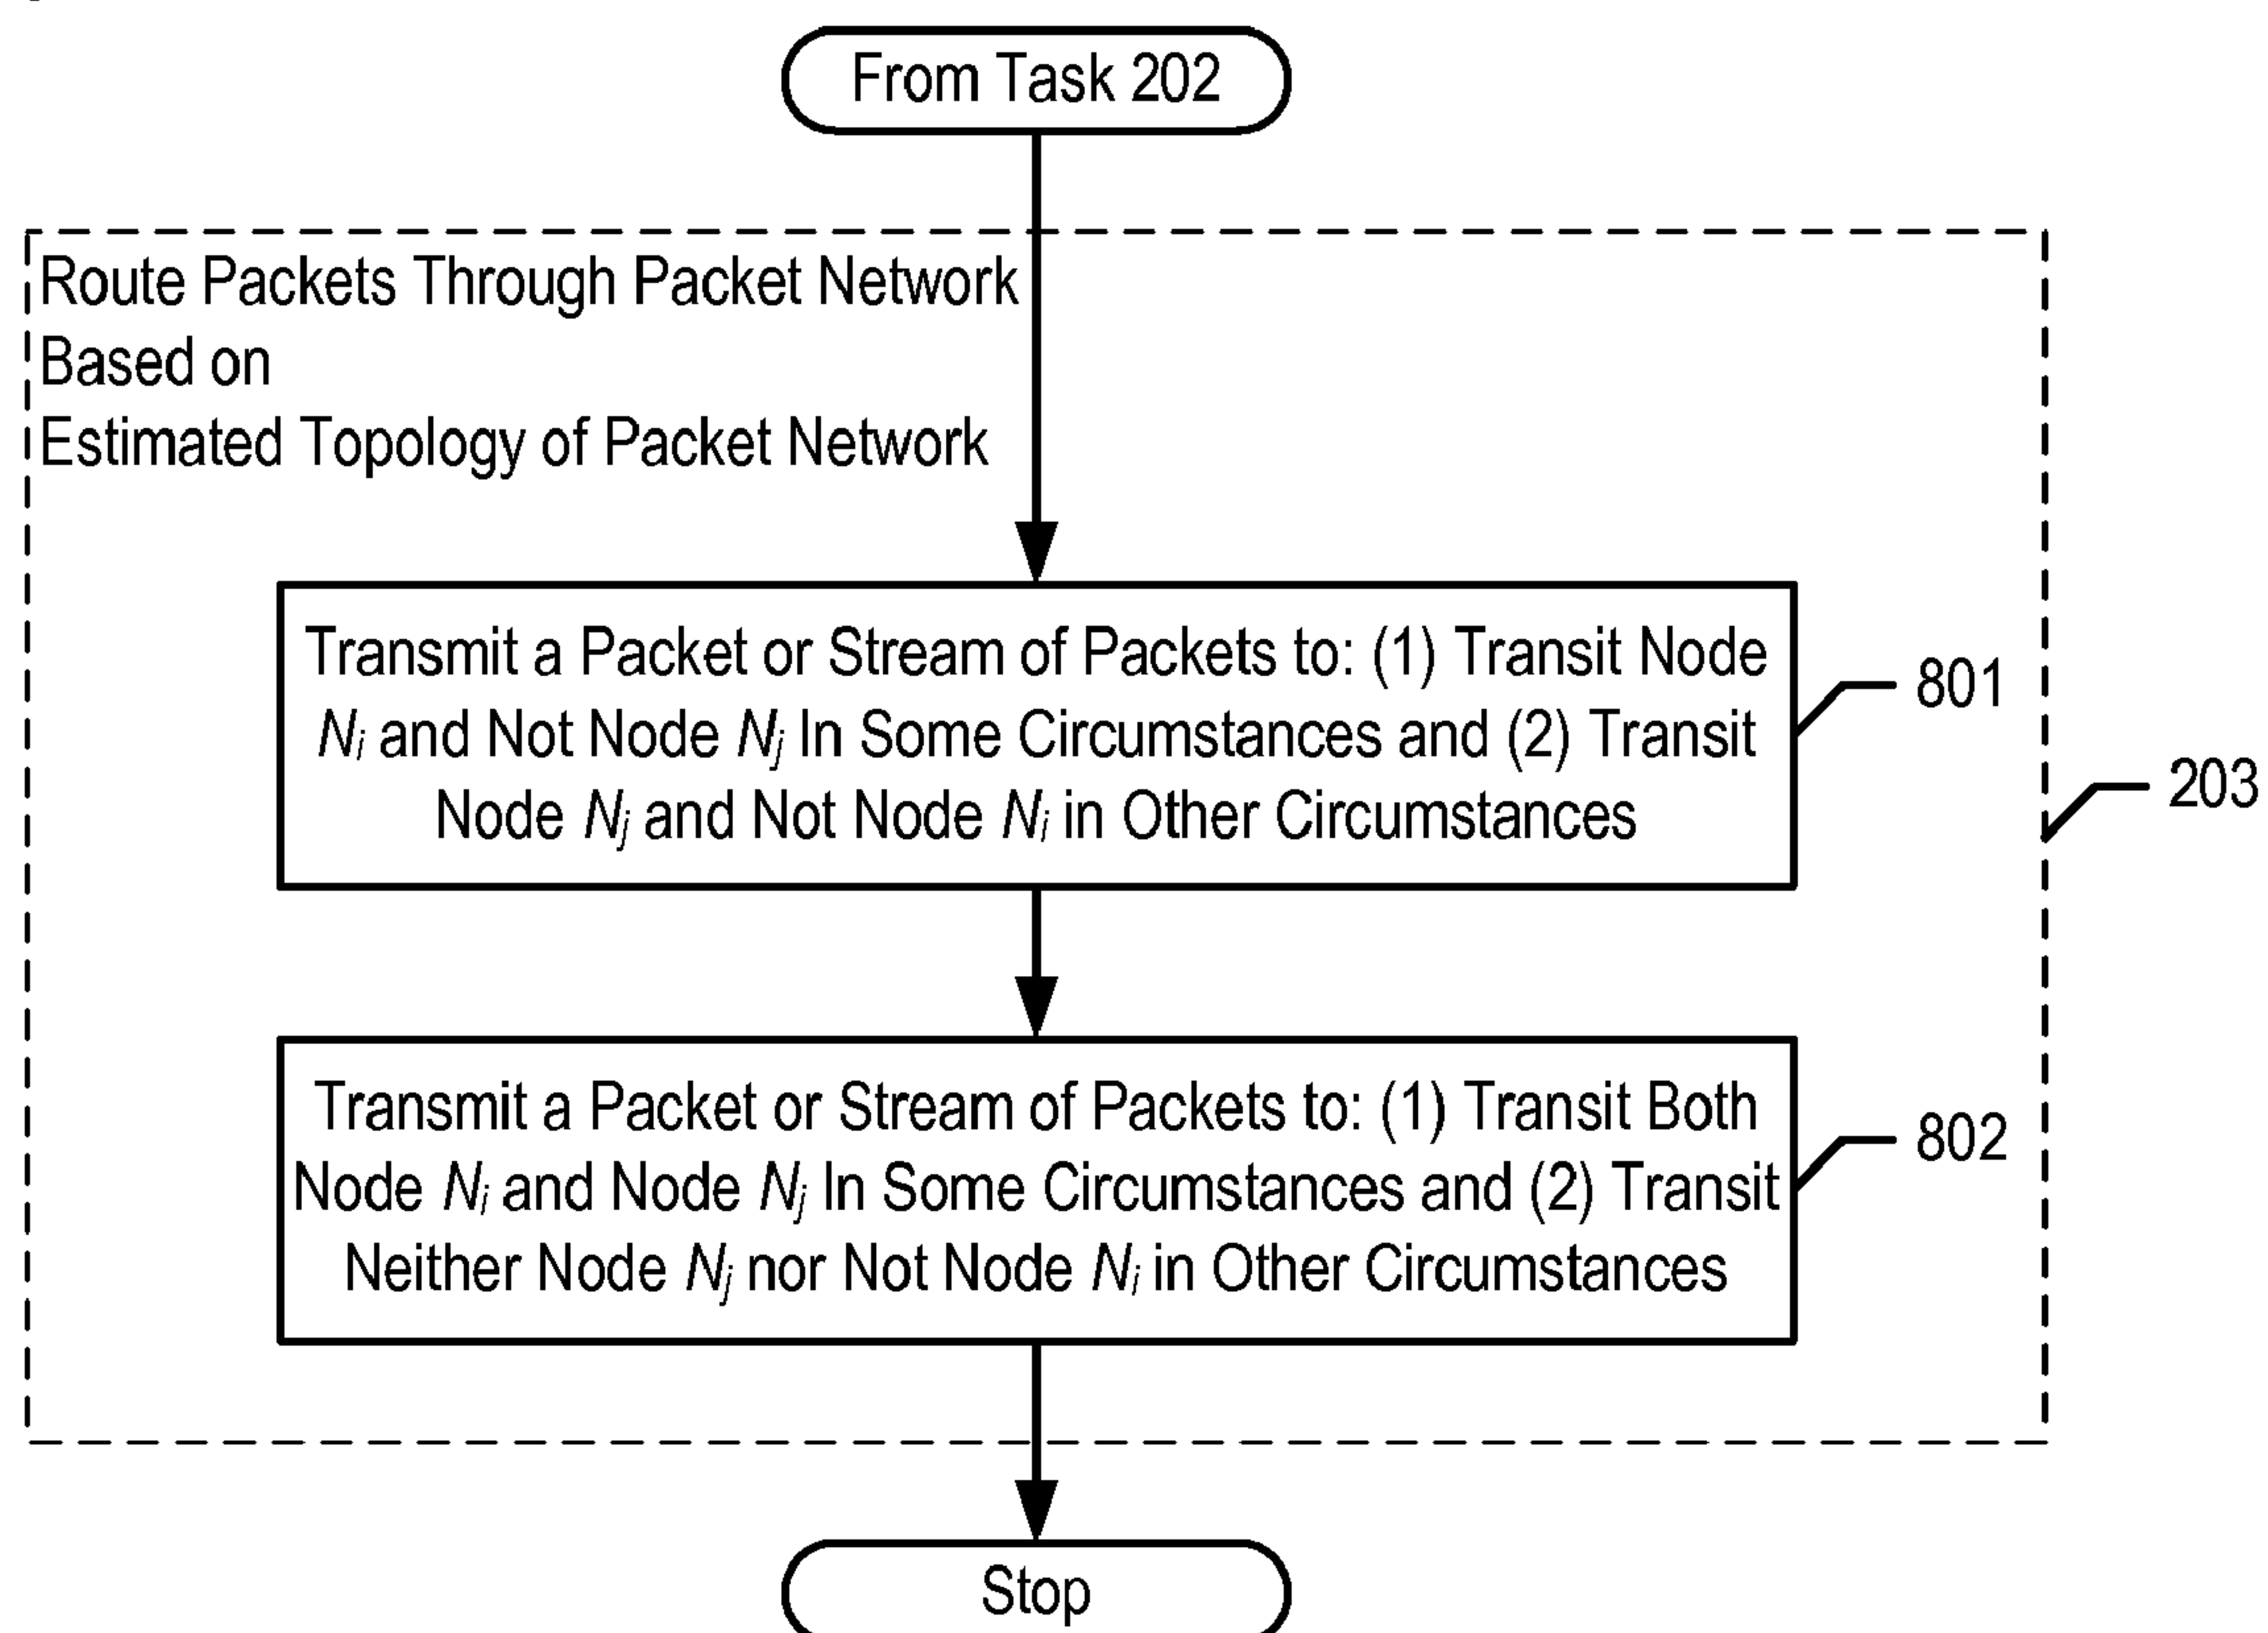 From Task 202
Route Packets Through Packet Network
Based on
Estimated Topology of Packet Network
Transmit a Packet or Stream of Packets to: (1) Transit Node
Ni and Not Node Nj In Some Circumstances and (2) Transit
Node Nj and Not Node Ni in Other Circumstances
801
203
Transmit a Packet or Stream of Packets to: (1) Transit Both
Node Ni and Node Nj In Some Circumstances and (2) Transit
Neither Node Nj nor Not Node Ni in Other Circumstances
802
Stop